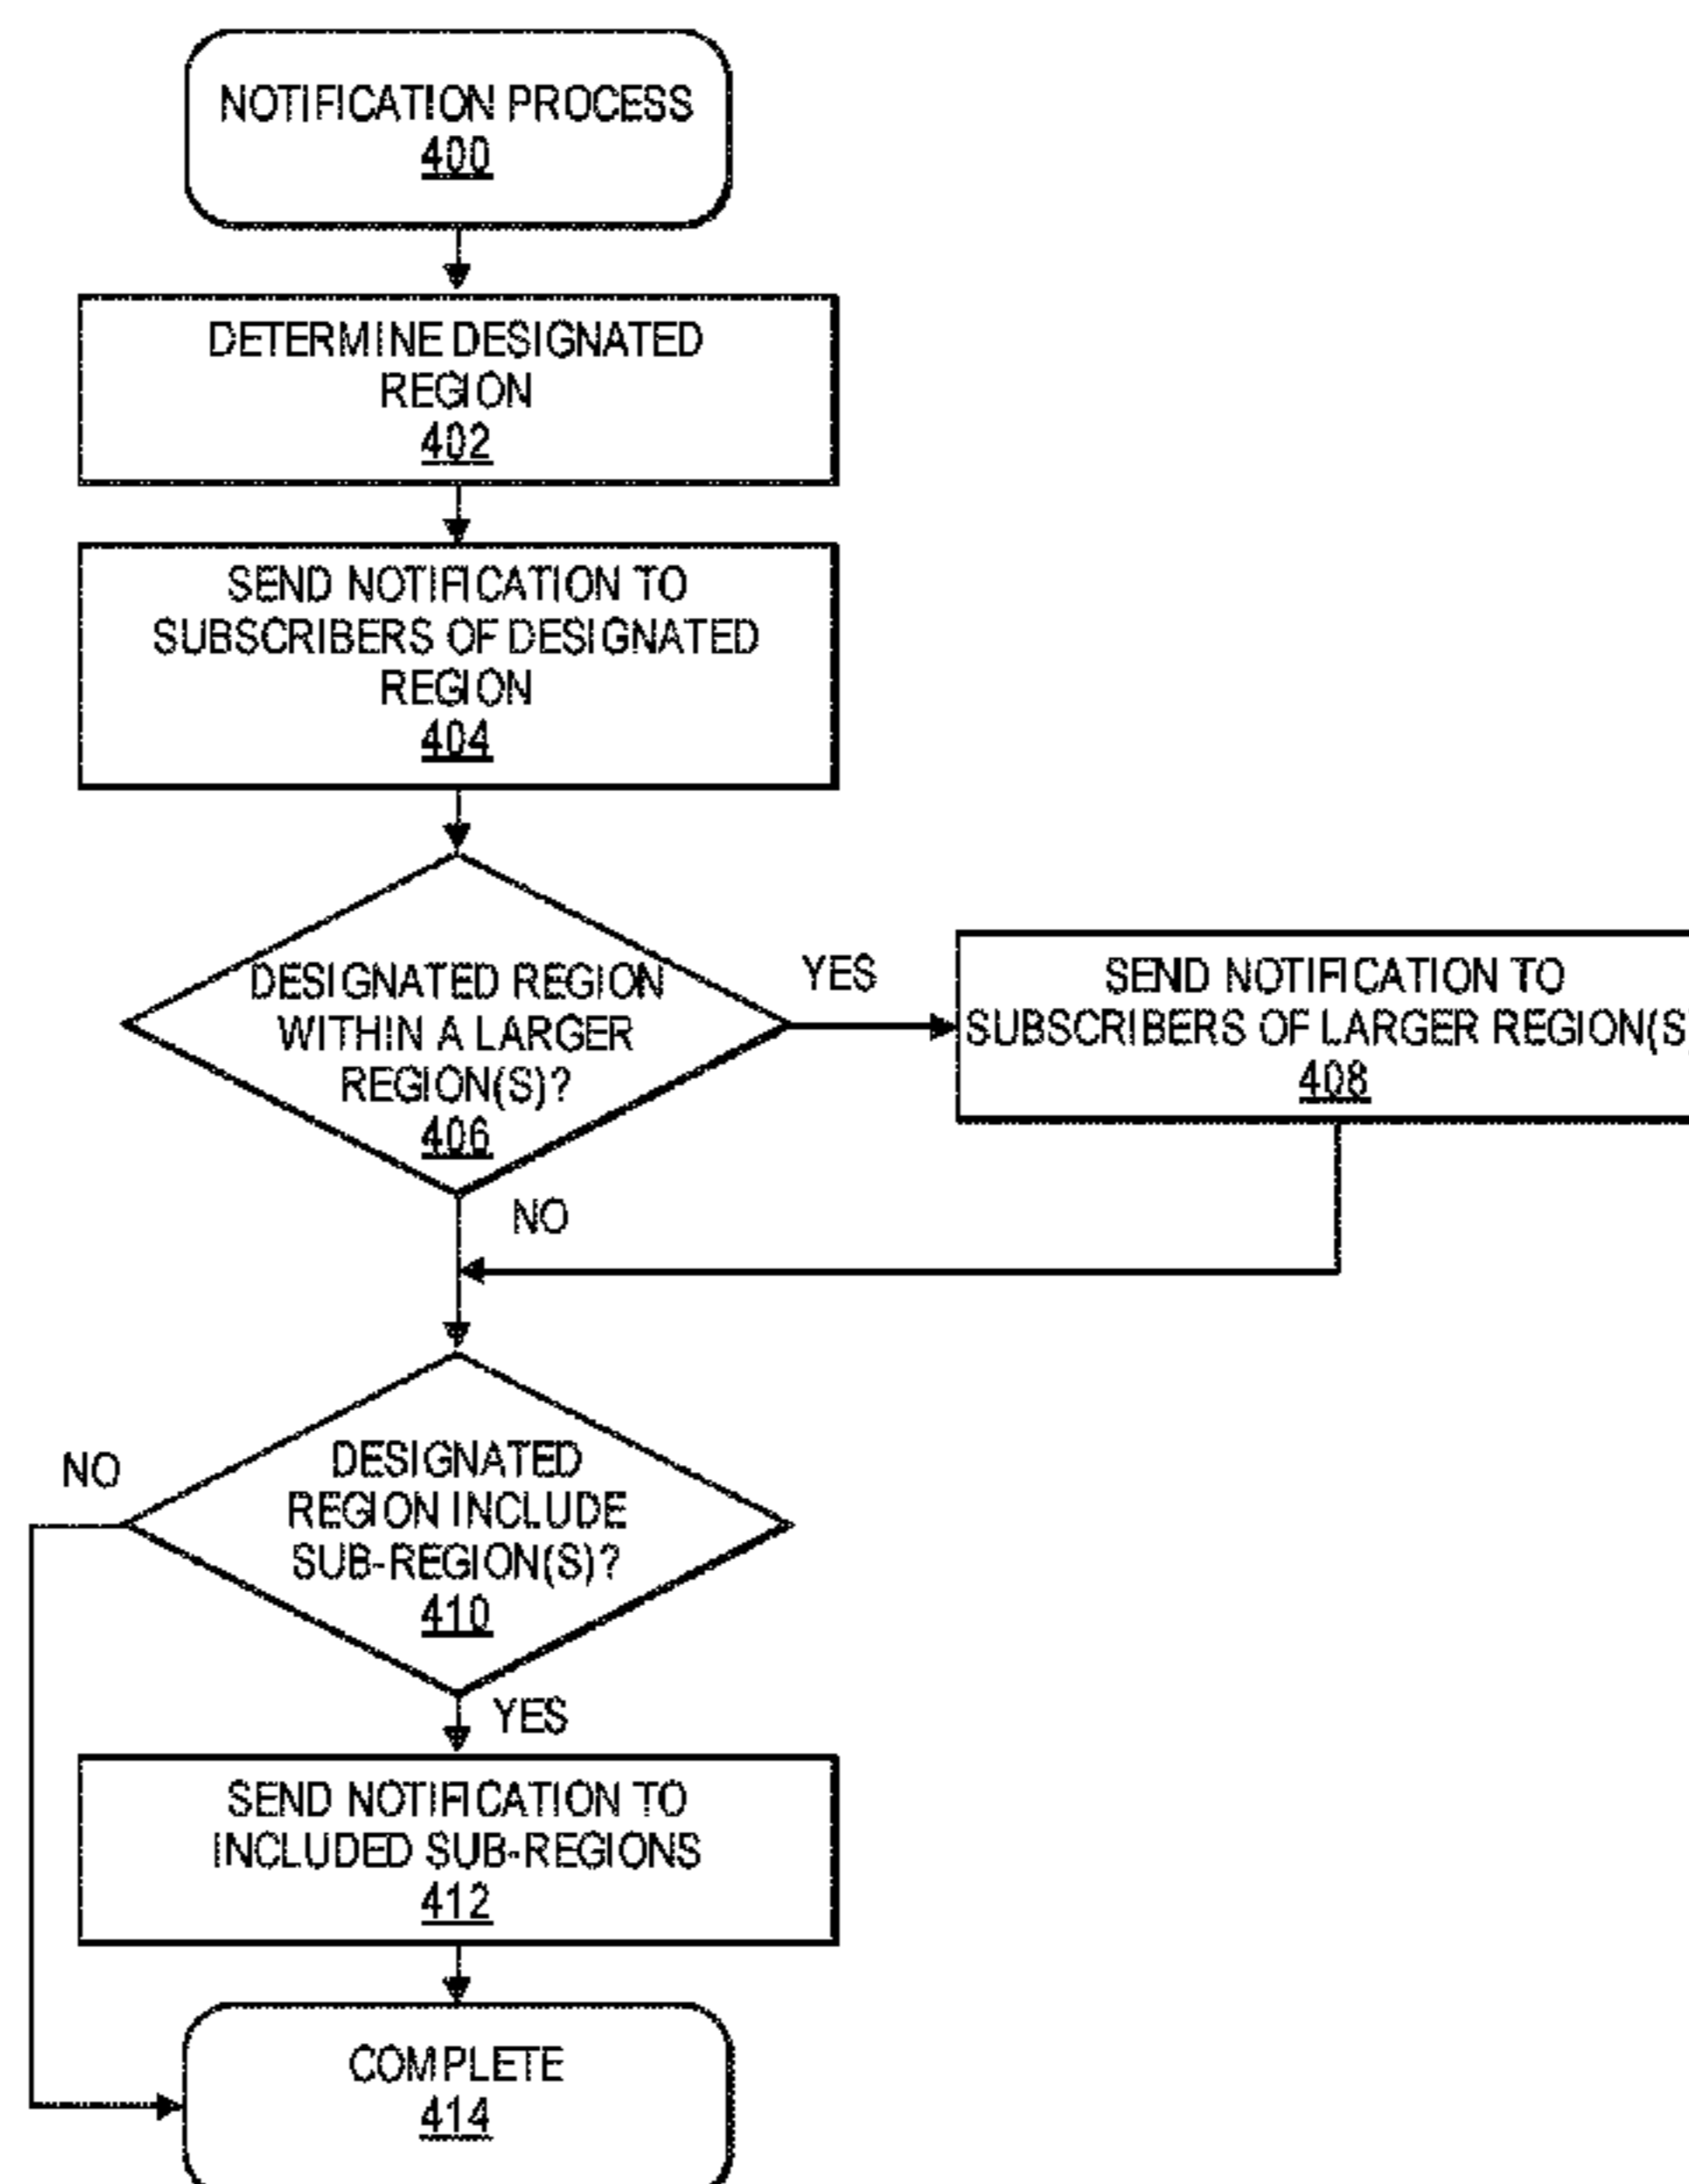 NOTIFICATION PROCESS
400
DETERMINE DESIGNATED
REGION
402
SEND NOTIFICATION TO
SUBSCRIBERS OF DESIGNATED
REGION
404
DESIGNATED REGION
WITHIN A LARGER
REGION(S)?
406
YES
SEND NOTIFICATION TO
SUBSCRIBERS OF LARGER REGION(S)
408
NO
DESIGNATED
REGION INCLUDE
SUB-REGION(S)?
410
NO
YES
SEND NOTIFICATION TO
INCLUDED SUB-REGIONS
412
COMPLETE
414